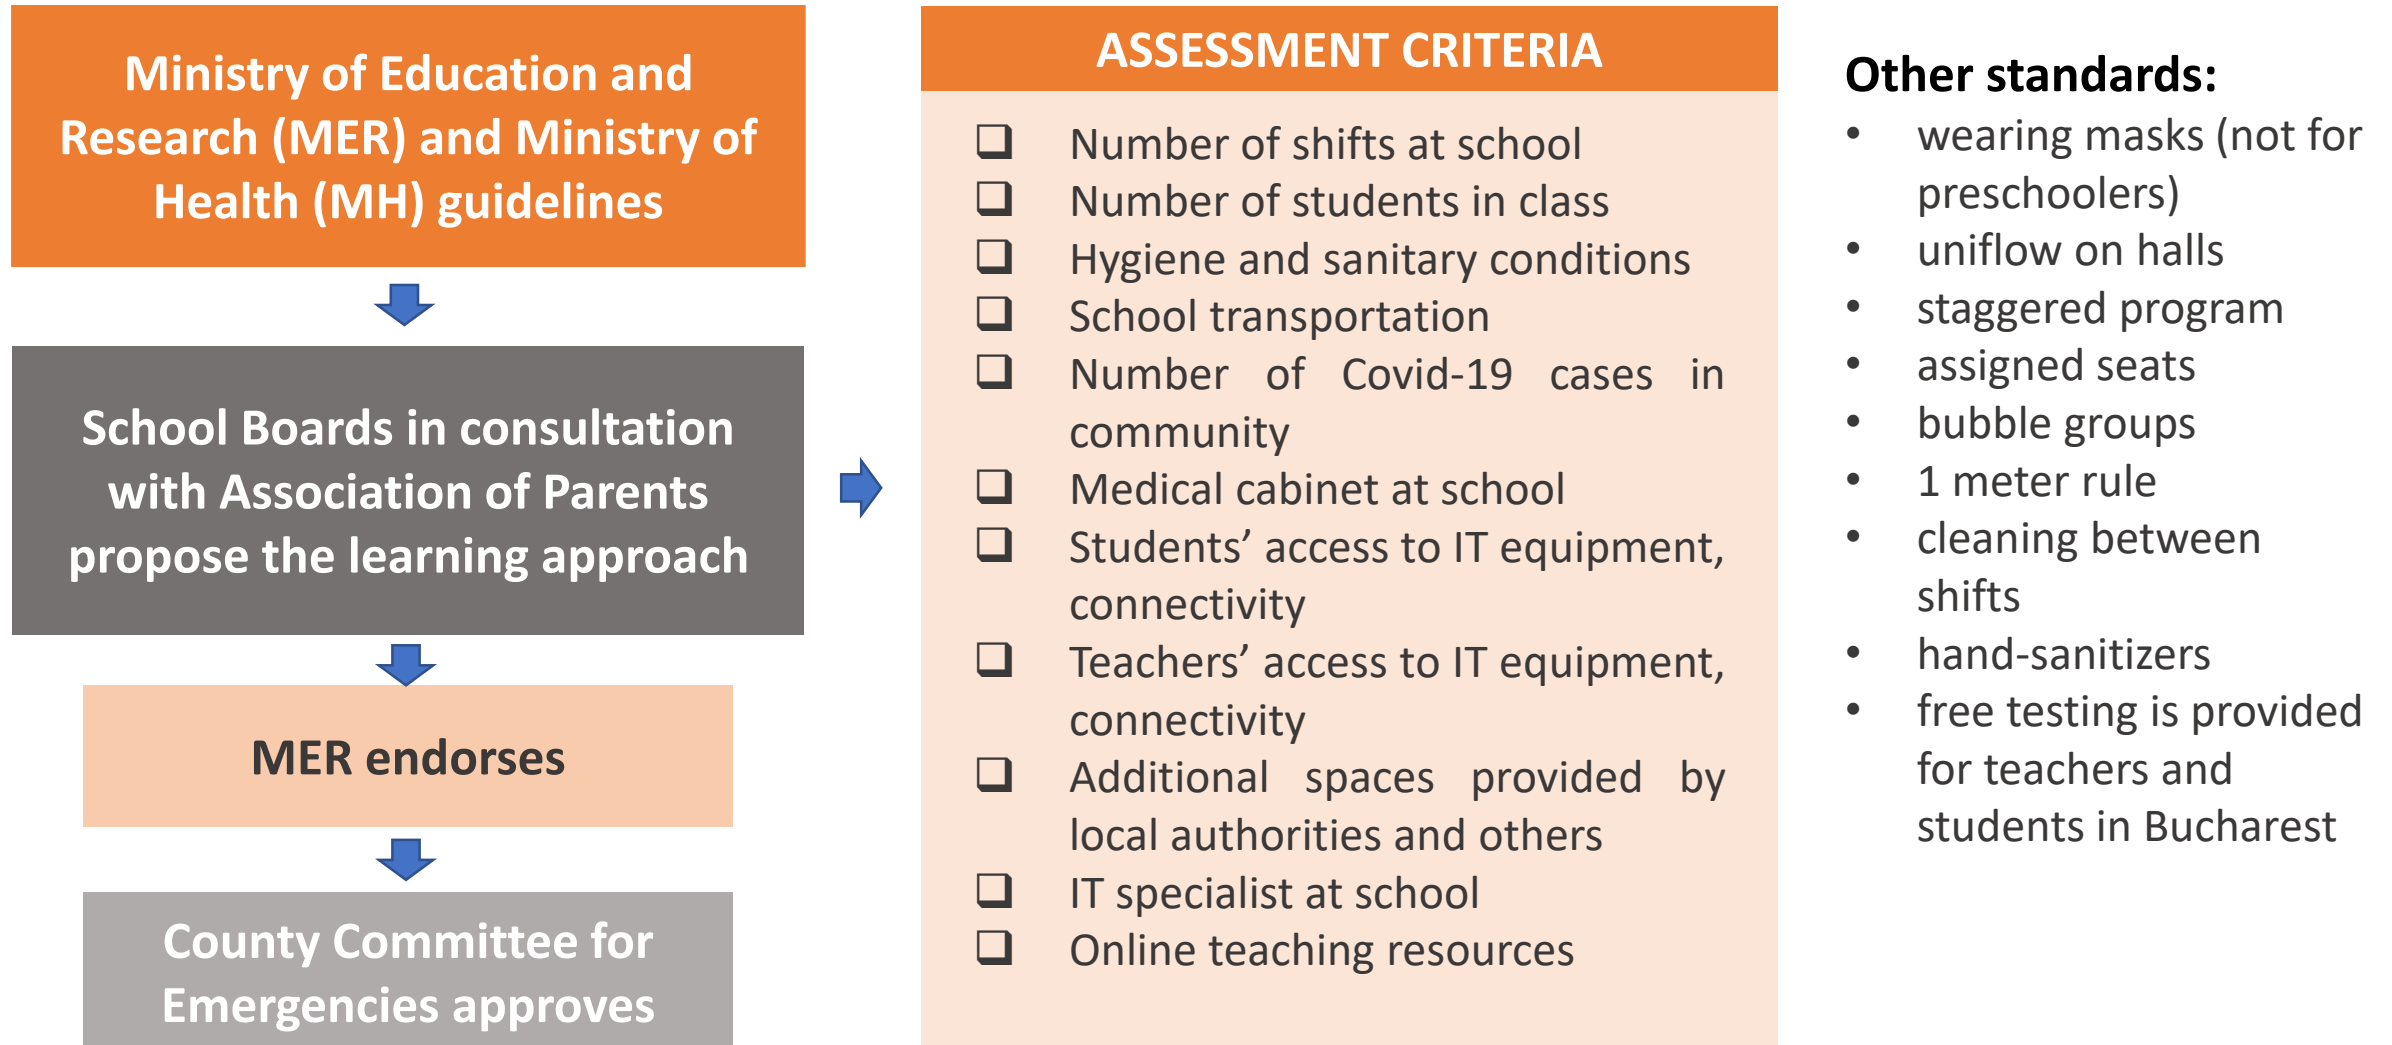 Ministry of Education and
Research (MER) and Ministry of
Health (MH) guidelines
School Boards in consultation
with Association of Parents
propose the learning approach
MER endorses
County Committee for
Emergencies approves
ASSESSMENT CRITERIA
❑ Number of shifts at school
❑ Number of students in class
❑ Hygiene and sanitary conditions
❑ School transportation
❑ Number of Covid-19 cases in
community
❑ Medical cabinet at school
❑ Students’ access to IT equipment,
connectivity
❑ Teachers’ access to IT equipment,
connectivity
❑ Additional spaces provided by
local authorities and others
❑ IT specialist at school
❑ Online teaching resources
Other standards:
• wearing masks (not for
preschoolers)
• uniflow on halls
• staggered program
• assigned seats
• bubble groups
• 1 meter rule
• cleaning between
shifts
• hand-sanitizers
• free testing is provided
for teachers and
students in Bucharest